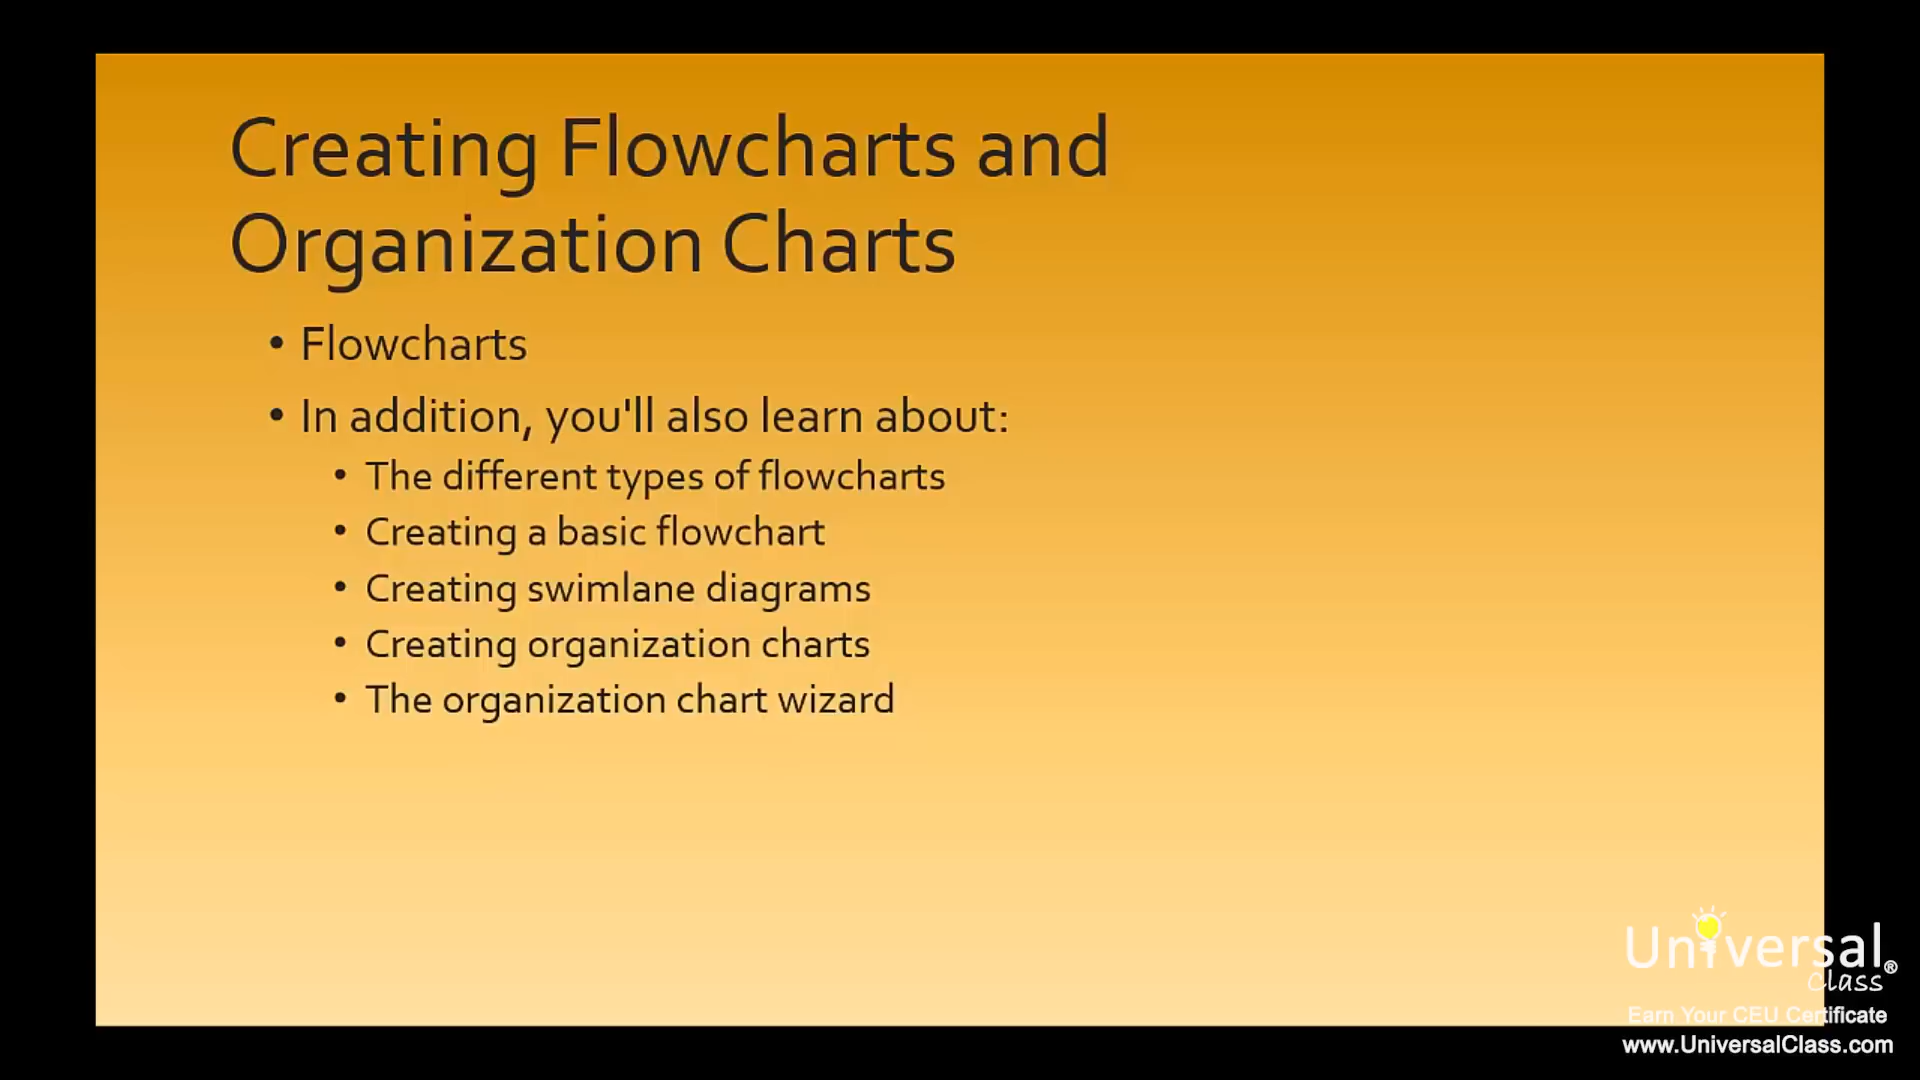 Creating Flowcharts and
Organization Charts
• Flowcharts
• In addition, you'll also learn about:
• The different types of flowcharts
• Creating a basic flowchart
• Creating swimlane diagrams
• Creating organization charts
• The organization chart wizard
Universal®
Class
Earn Your CEU Certificate
www.UniversalClass.com